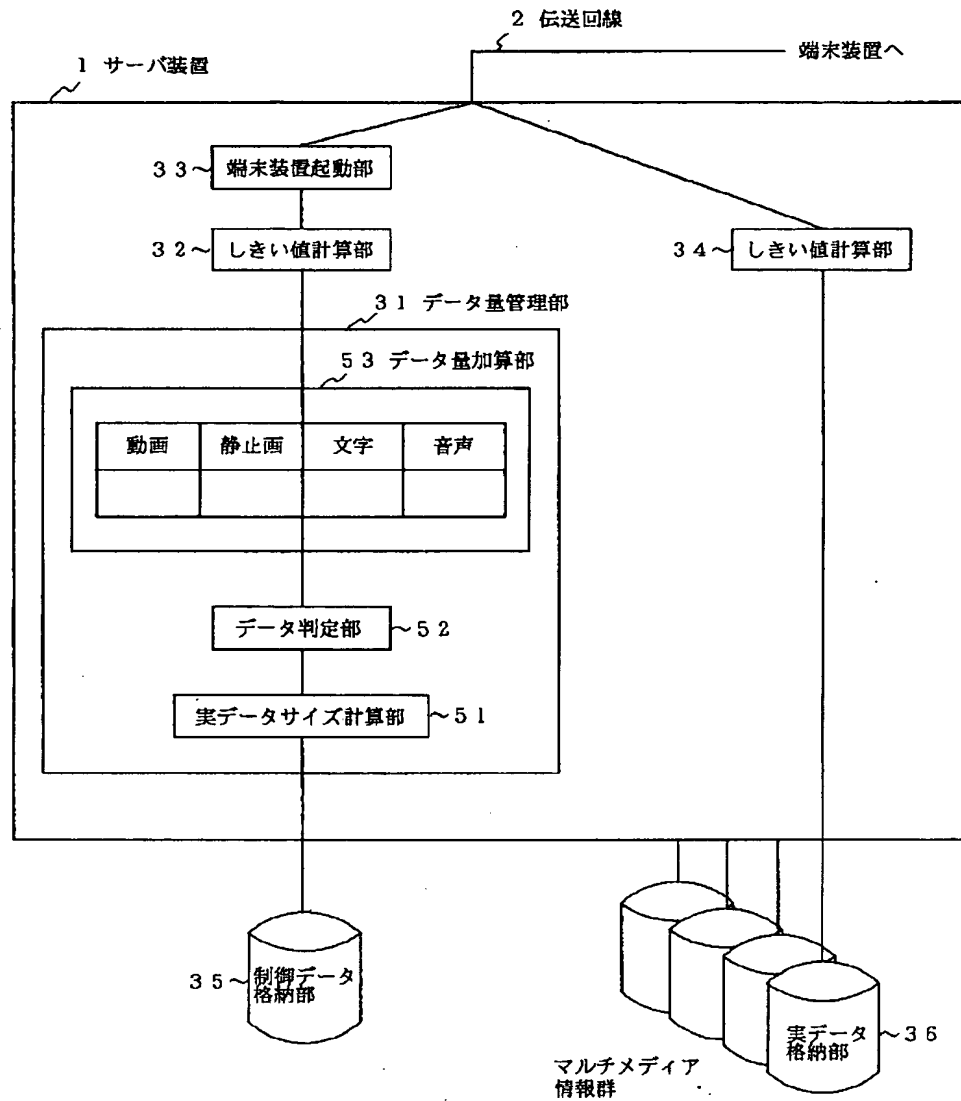 ２ 伝送回線
端末装置へ
１ サーバ装置
３３～端末装置起動部
３２～しきい値計算部
３４～しきい値計算部
３１ データ量管理部
５３ データ量加算部
動画 静止画 文字 音声
データ判定部～５２
実データサイズ計算部～５１
３５～制御データ
格納部
実データ
格納部～３６
マルチメディア
情報群